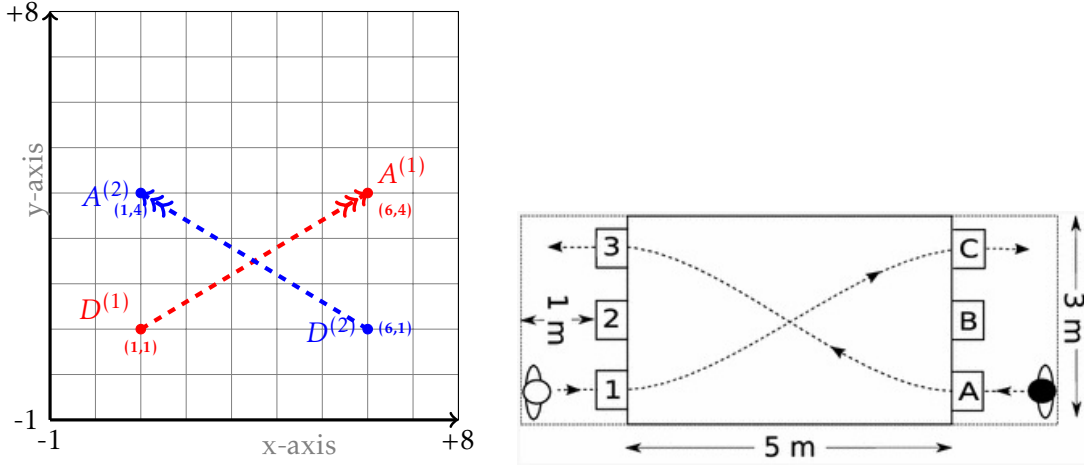 +8
y-axis
A^{(2)}
(1,4)
A^{(1)}
(6,4)
D^{(1)}
(1,1)
D^{(2)}
(6,1)
-1
-1
x-axis
+8
3
C
1 m
2
B
3 m
1
A
5 m